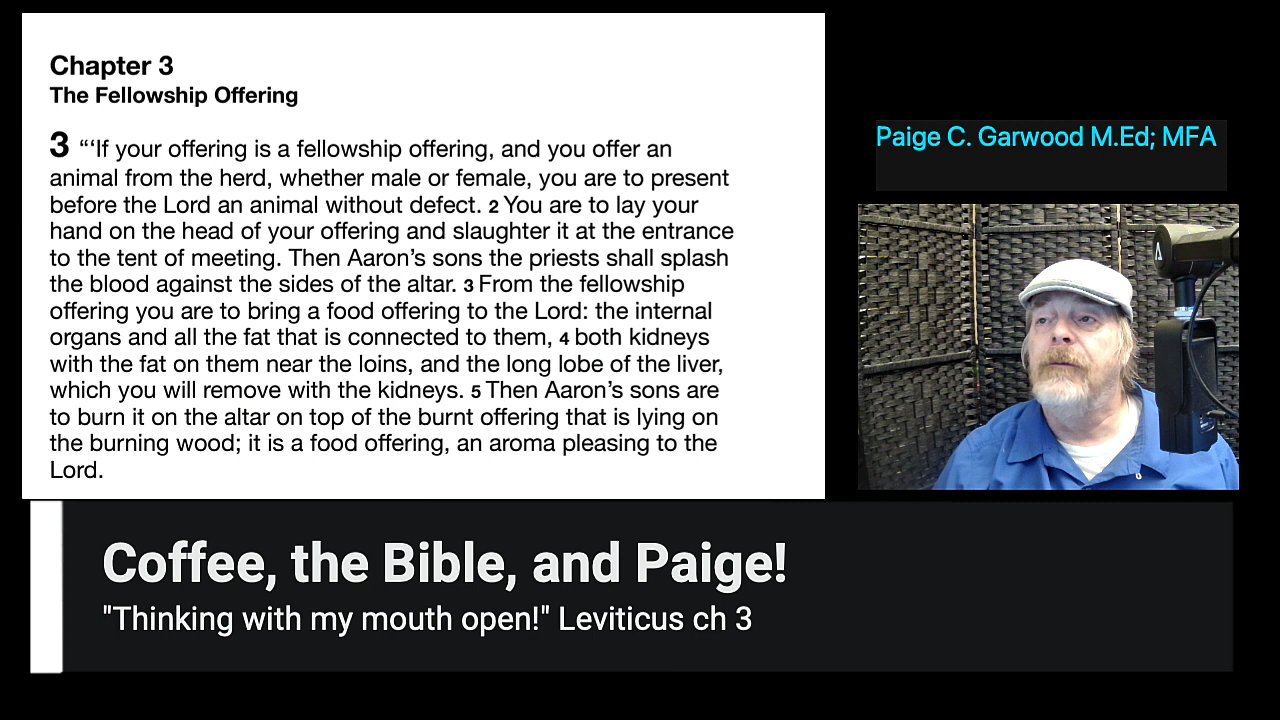 Chapter 3
The Fellowship Offering
3 “‘If your offering is a fellowship offering, and you offer an
animal from the herd, whether male or female, you are to present
before the Lord an animal without defect. 2 You are to lay your
hand on the head of your offering and slaughter it at the entrance
to the tent of meeting. Then Aaron’s sons the priests shall splash
the blood against the sides of the altar. 3 From the fellowship
offering you are to bring a food offering to the Lord: the internal
organs and all the fat that is connected to them, 4 both kidneys
with the fat on them near the loins, and the long lobe of the liver,
which you will remove with the kidneys. 5 Then Aaron’s sons are
to burn it on the altar on top of the burnt offering that is lying on
the burning wood; it is a food offering, an aroma pleasing to the
Lord.
Paige C. Garwood M.Ed; MFA
Coffee, the Bible, and Paige!
"Thinking with my mouth open!" Leviticus ch 3